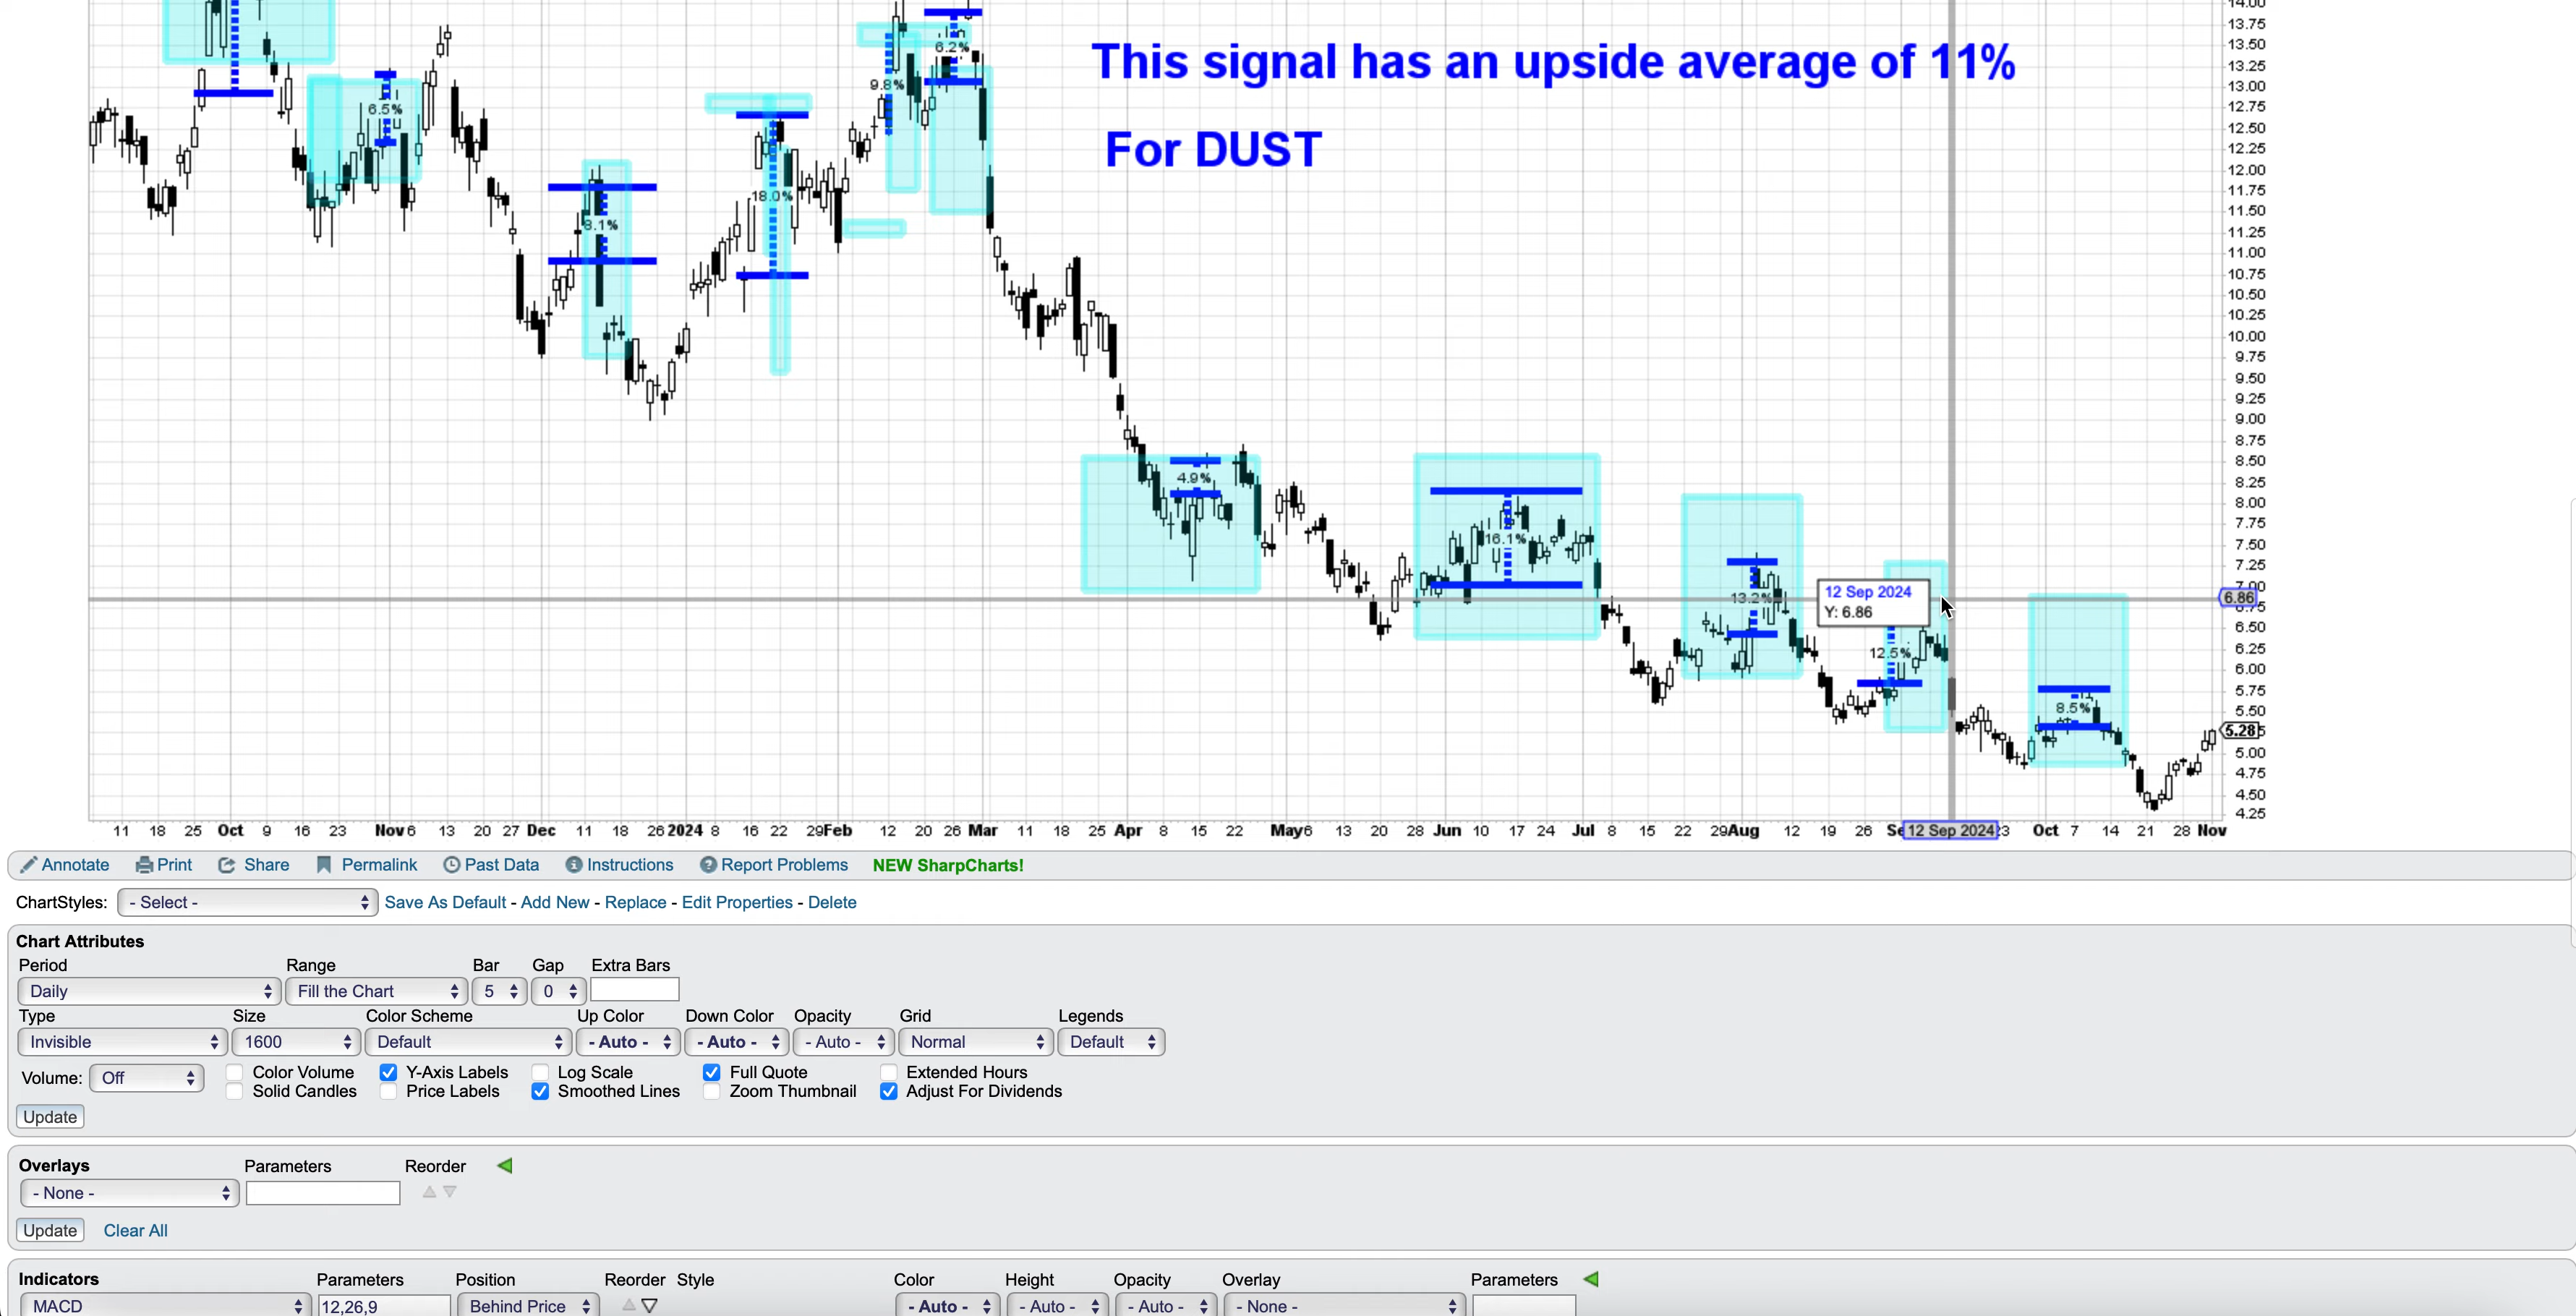 14.00
13.75
13.50
13.25
13.00
12.75
12.50
12.25
12.00
11.75
11.50
11.25
11.00
10.75
10.50
10.25
10.00
9.75
9.50
9.25
9.00
8.75
8.50
8.25
8.00
7.75
7.50
7.25
7.00
6.86
6.75
6.50
6.25
6.00
5.75
5.50
5.28
5.00
4.75
4.50
4.25
This signal has an upside average of 11%
For DUST
6.5%
8.1%
18.0%
9.8%
6.2%
4.9%
16.1%
13.2%
12.5%
8.5%
12 Sep 2024
Y: 6.86
11 18 25 Oct 9 16 23 Nov 6 13 20 27 Dec 11 18 26 2024 8 16 22 29 Feb 12 20 26 Mar 11 18 25 Apr 8 15 22 May 6 13 20 28 Jun 10 17 24 Jul 8 15 22 29 Aug 12 19 26 12 Sep 2024 Oct 7 14 21 28 Nov
Annotate Print Share Permalink Past Data Instructions Report Problems NEW SharpCharts!
ChartStyles: - Select - Save As Default - Add New - Replace - Edit Properties - Delete
Chart Attributes
Period Range Bar Gap Extra Bars
Daily Fill the Chart 5 0
Type Size Color Scheme Up Color Down Color Opacity Grid Legends
Invisible 1600 Default - Auto - - Auto - - Auto - Normal Default
Volume: Off
Color Volume Y-Axis Labels Log Scale Full Quote Extended Hours
Solid Candles Price Labels Smoothed Lines Zoom Thumbnail Adjust For Dividends
Update
Overlays Parameters Reorder
- None -
Update Clear All
Indicators Parameters Position Reorder Style Color Height Opacity Overlay Parameters
MACD 12,26,9 Behind Price - Auto - - Auto - - Auto - - None -